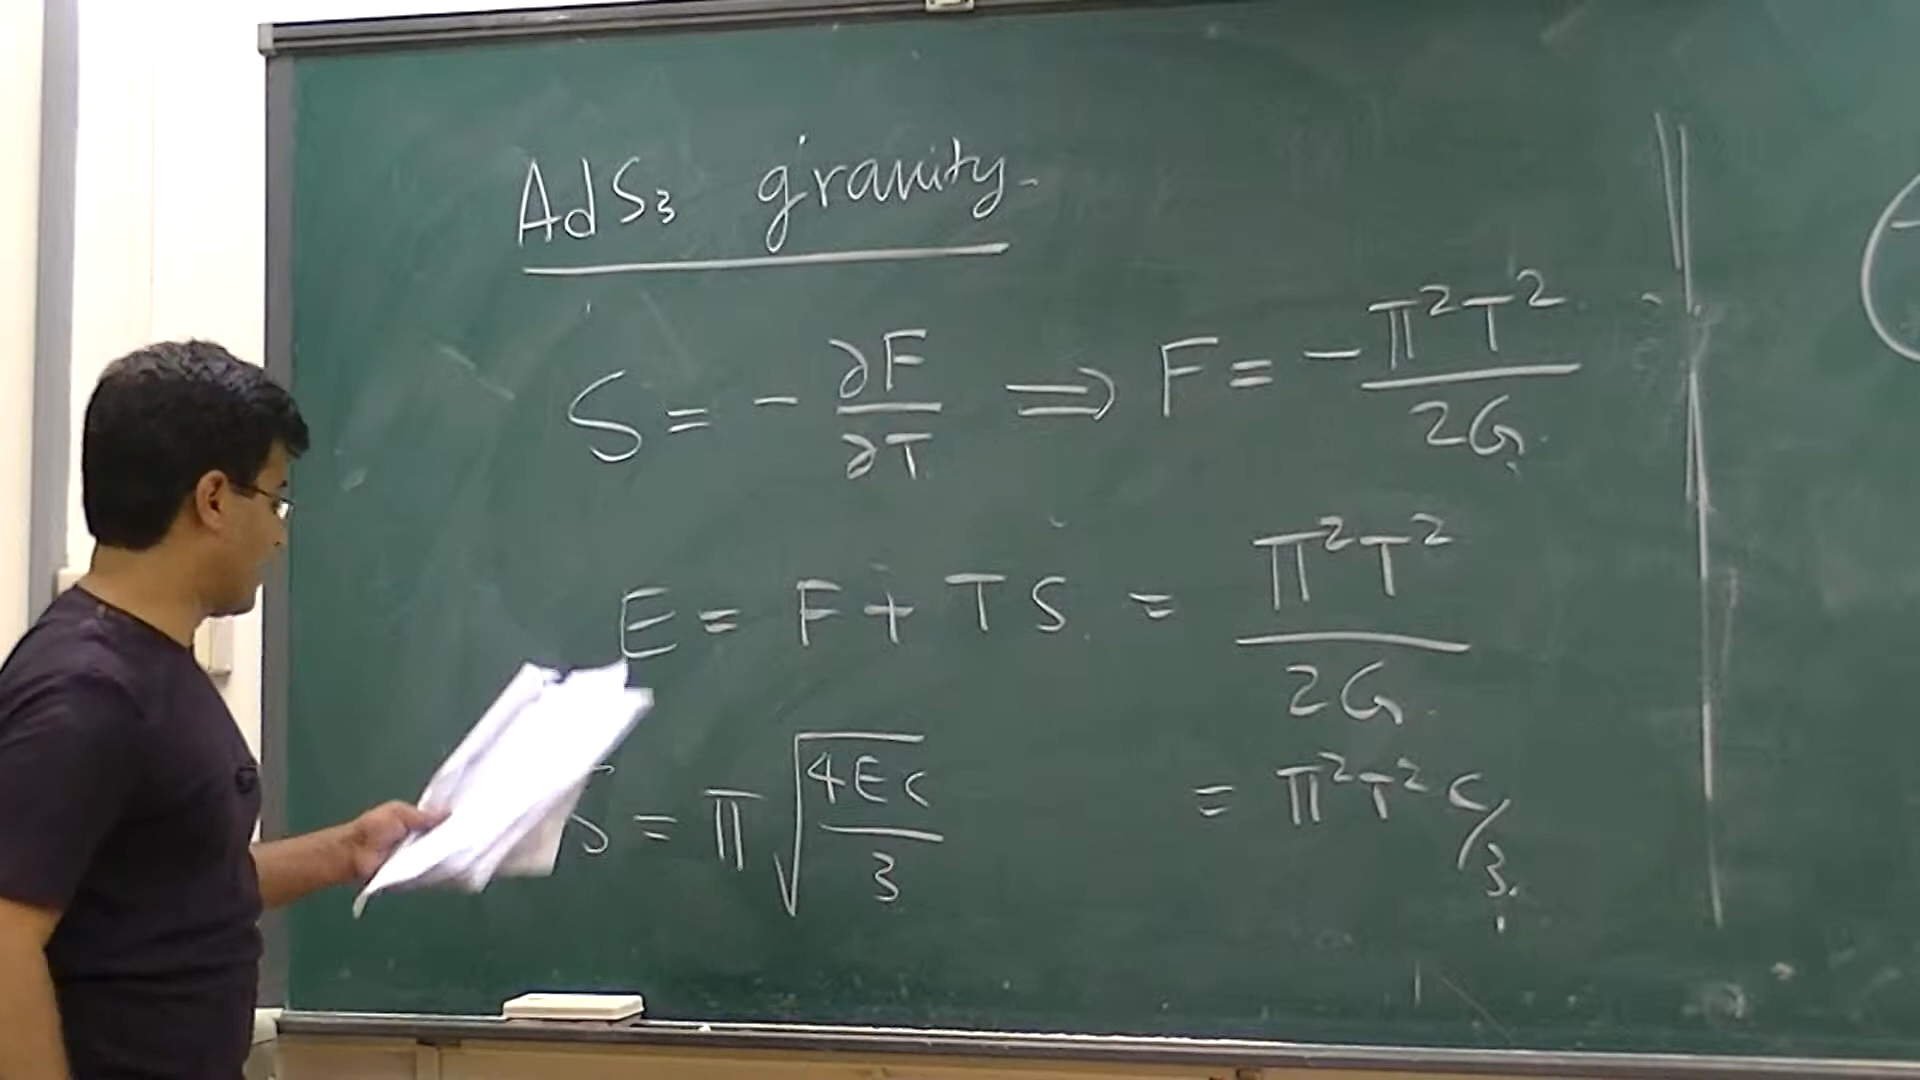 AdS₃ gravity
S = - ∂F/∂T ⟹ F = - π²T²/2G
E = F + TS = π²T²/2G
S = π √(4Ec/3) = π²T² c/3.